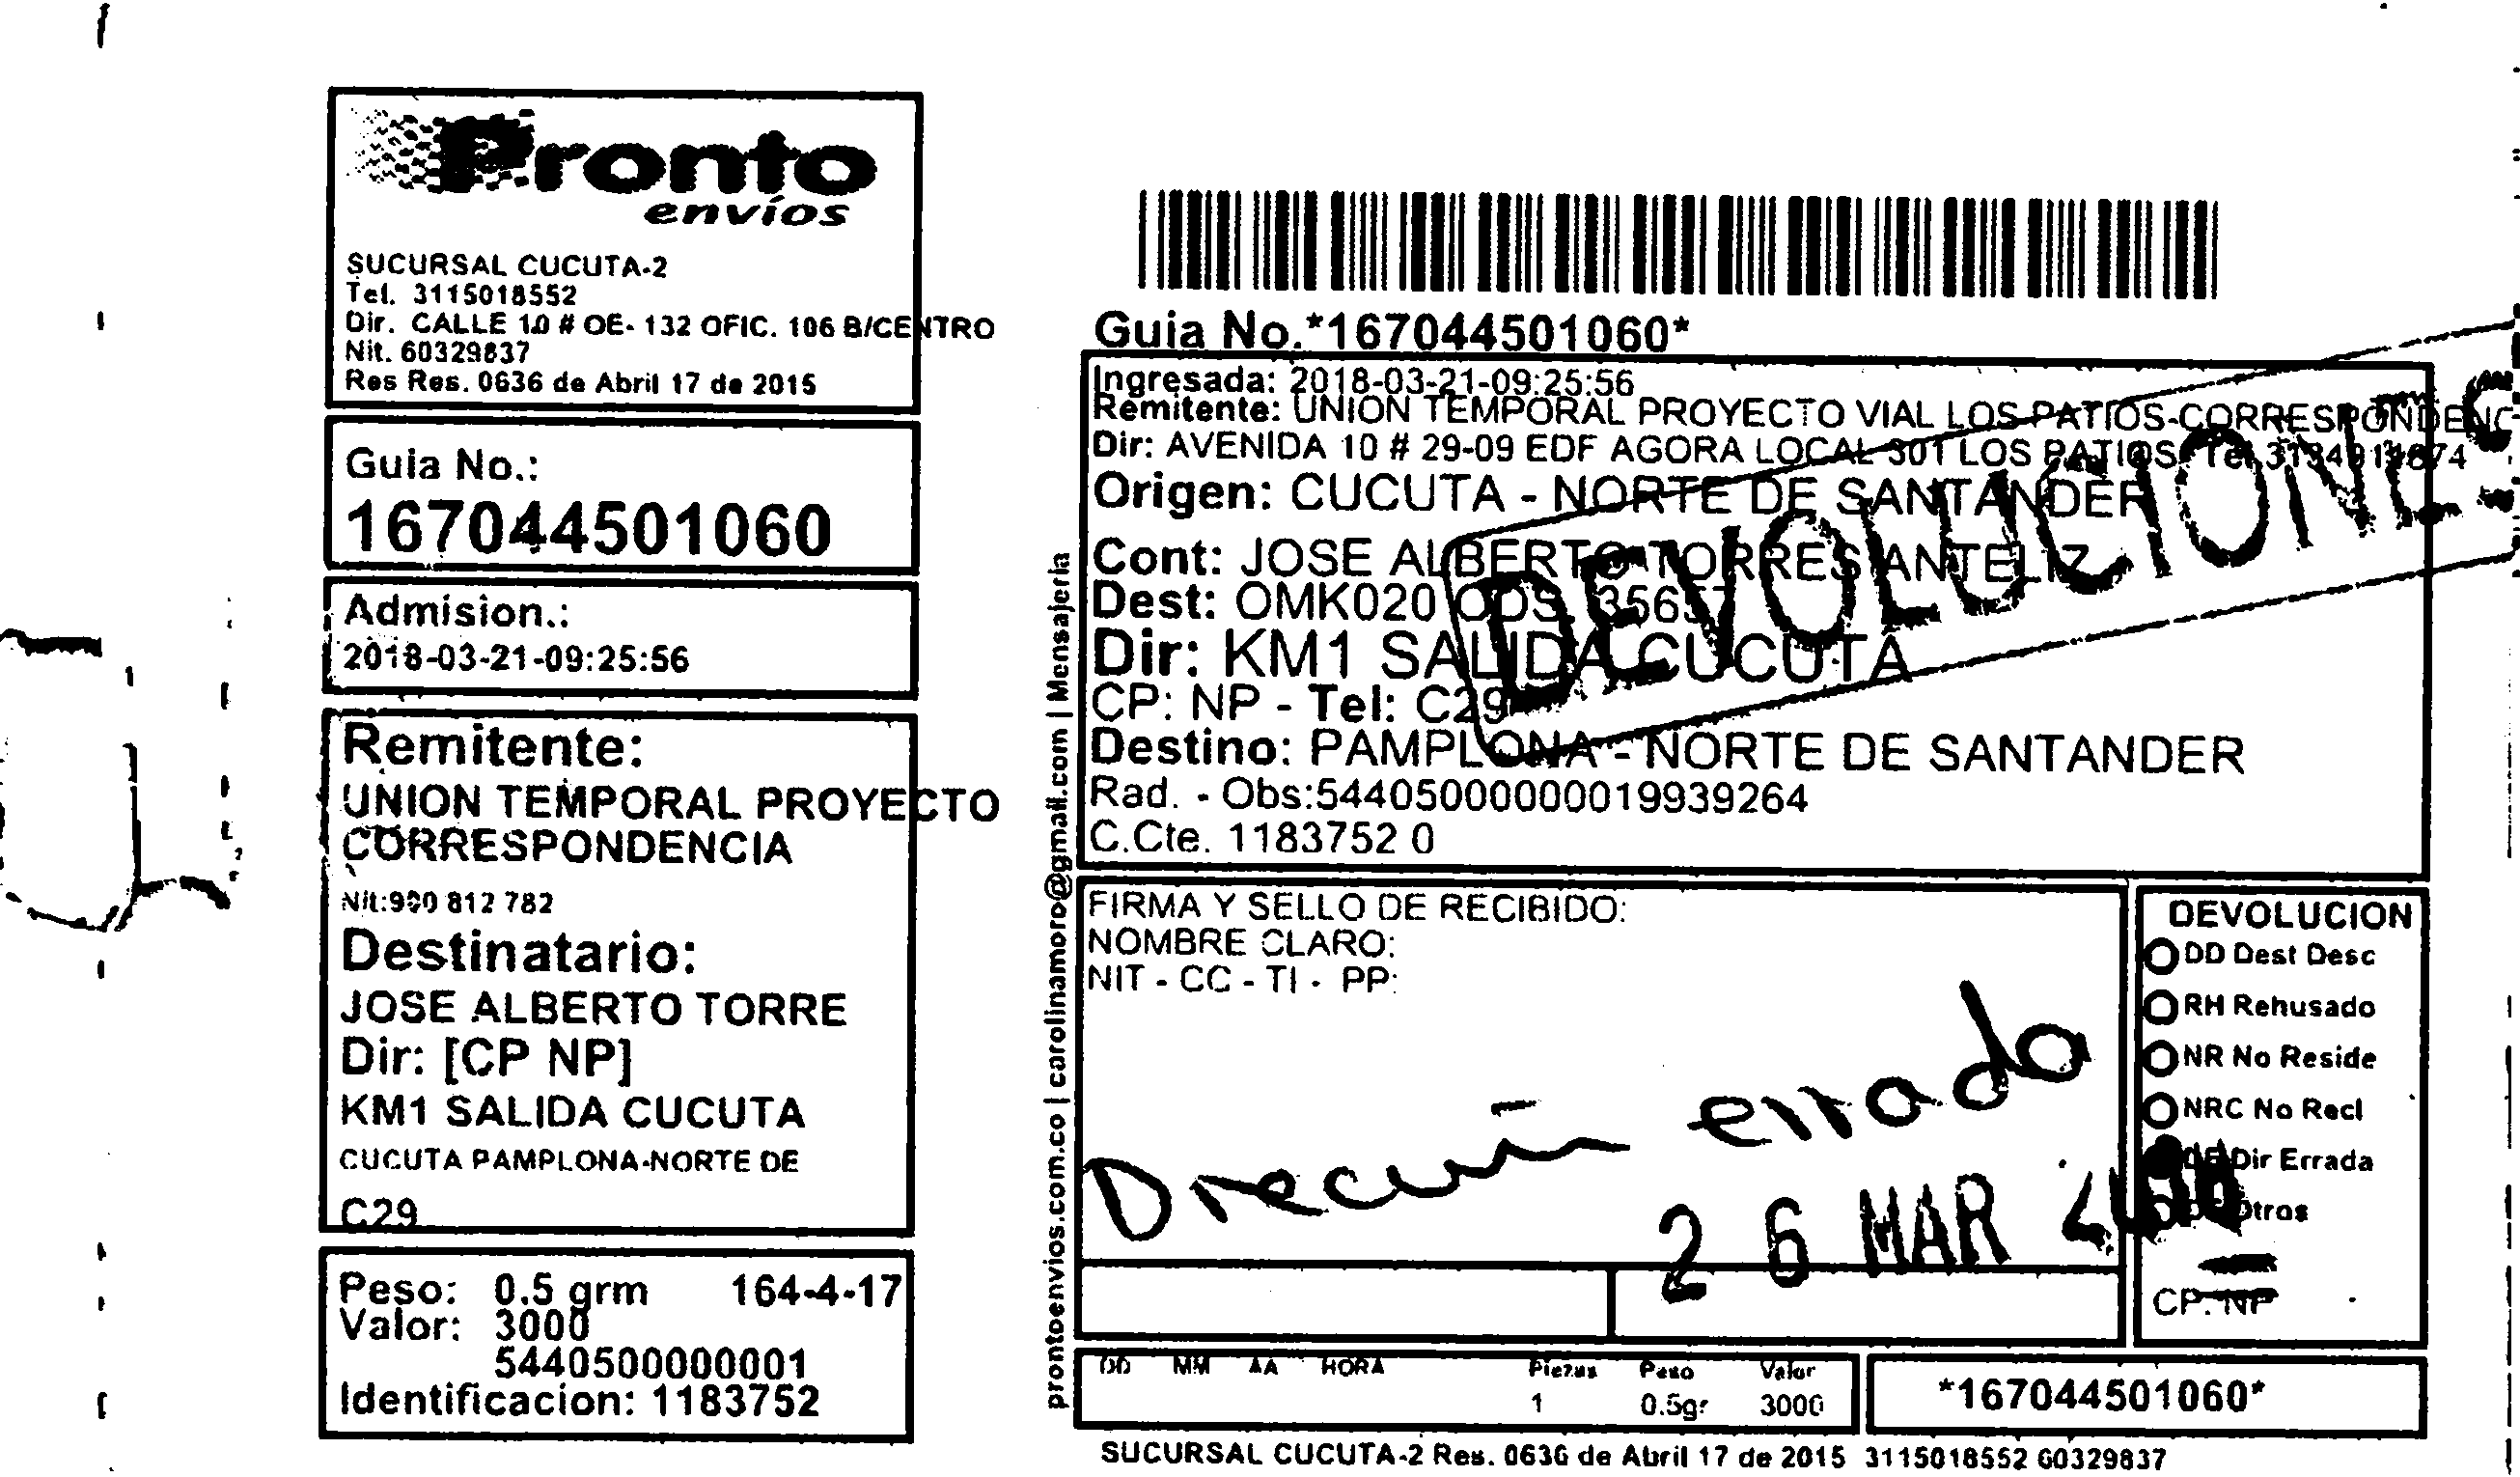 Pronto
envíos
SUCURSAL CUCUTA-2
Tel. 3115018552
Dir. CALLE 10 # OE- 132 OFIC. 106 B/CENTRO
Nit. 60329837
Res Res. 0636 de Abril 17 de 2015
Guia No.:
167044501060
Admision.:
2018-03-21-09:25:56
Remitente:
UNION TEMPORAL PROYECTO
CORRESPONDENCIA
Nit:900 812 782
Destinatario:
JOSE ALBERTO TORRE
Dir: [CP NP]
KM1 SALIDA CUCUTA
CUCUTA PAMPLONA-NORTE DE
C29
Peso: 0.5 grm 164-4-17
Valor: 3000
5440500000001
Identificacion: 1183752
prontoenvios.com.co | carolinamoro@gmail.com | Mensajeria
Guia No.*167044501060*
Ingresada: 2018-03-21-09:25:56
Remitente: UNION TEMPORAL PROYECTO VIAL LOS PATIOS-CORRESPONDENC
Dir: AVENIDA 10 # 29-09 EDF AGORA LOCAL 301 LOS PATIOS Tel
Origen: CUCUTA - NORTE DE SANTANDER
Cont: JOSE ALBERTO TORRES ANTELIZ
Dest: OMK020 ODS.
Dir: KM1 SALIDA CUCUTA
CP: NP - Tel: C29
Destino: PAMPLONA - NORTE DE SANTANDER
Rad. - Obs:544050000000019939264
C.Cte. 1183752 0
DEVOLUCIONES
FIRMA Y SELLO DE RECIBIDO:
NOMBRE CLARO:
NIT - CC - TI - PP:
errada
26 MAR
DEVOLUCION
DD Dest Desc
RH Rehusado
NR No Reside
NRC No Recl
DE Dir Errada
Otros
CP: NP
DD MM AA HORA Piezas Peso Valor
1 0.5gr 3000
*167044501060*
SUCURSAL CUCUTA-2 Res. 0636 de Abril 17 de 2015 3115018552 60329837